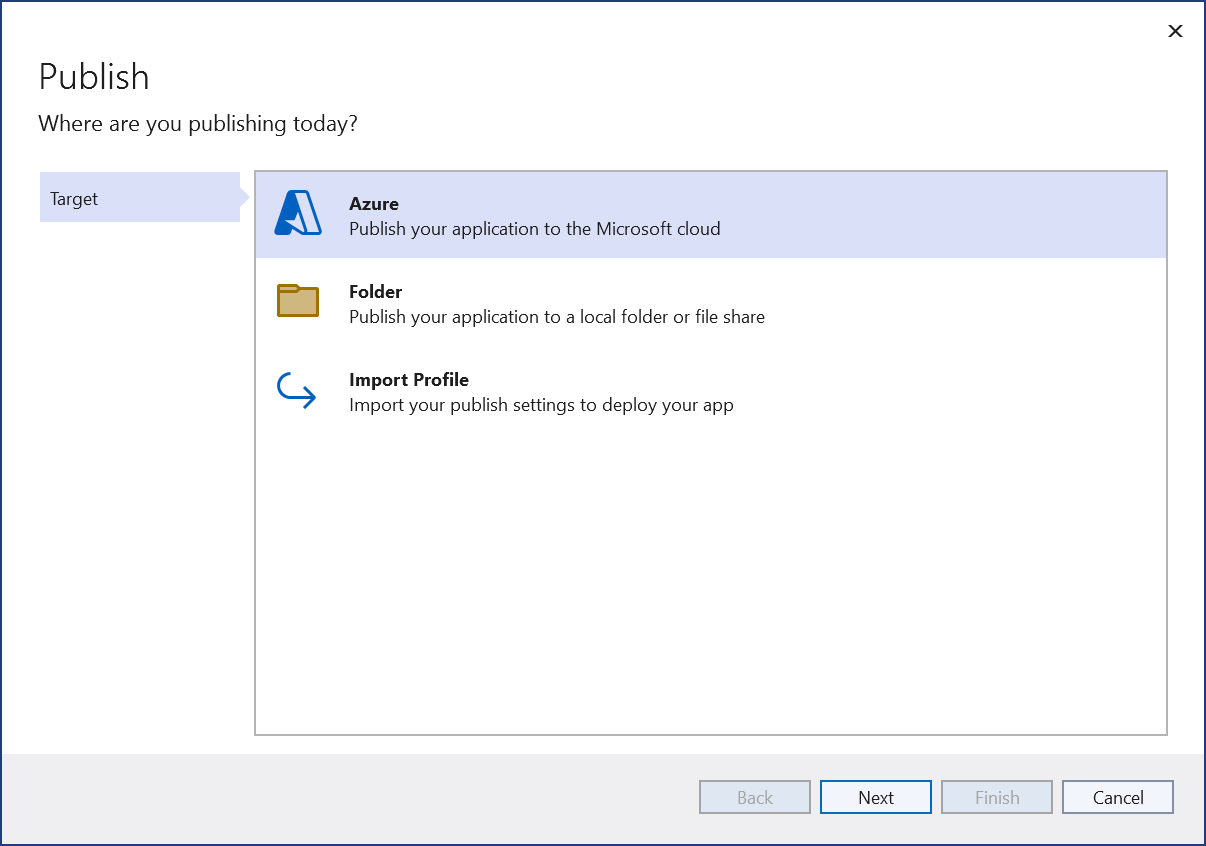 Publish
Where are you publishing today?
Target
Azure
Publish your application to the Microsoft cloud
Folder
Publish your application to a local folder or file share
Import Profile
Import your publish settings to deploy your app
Back
Next
Finish
Cancel